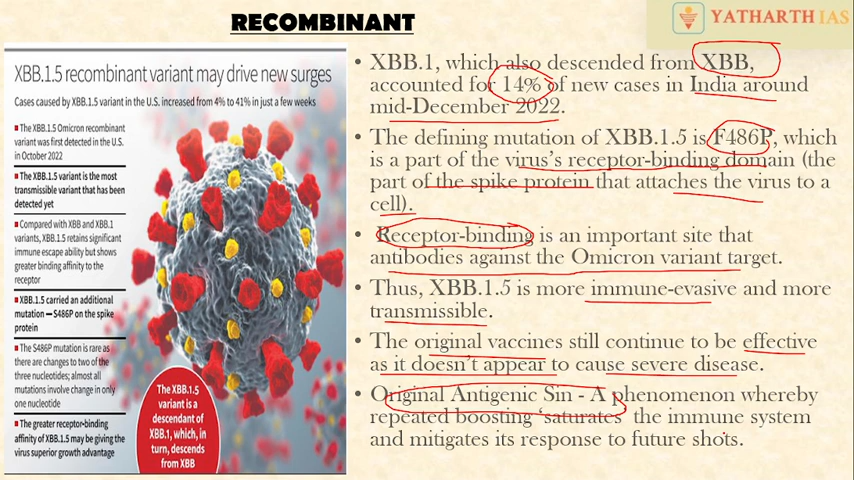 RECOMBINANT
YATHARTH IAS
XBB.1.5 recombinant variant may drive new surges
Cases caused by XBB.1.5 variant in the U.S. increased from 4% to 41% in just a few weeks
The XBB.1.5 Omicron recombinant
variant was first detected in the U.S.
in October 2022
The XBB.1.5 variant is the most
transmissible variant that has been
detected yet
Compared with XBB and XBB.1
variants, XBB.1.5 retains significant
immune escape ability but shows
greater binding affinity to the
receptor
XBB.1.5 carried an additional
mutation — S486P on the spike
protein
The S486P mutation is rare as
there are changes to two of the
three nucleotides; almost all
mutations involve change in only
one nucleotide
The greater receptor-binding
affinity of XBB.1.5 may be giving the
virus superior growth advantage
The XBB.1.5
variant is a
descendant of
XBB.1, which, in
turn, descends
from XBB
• XBB.1, which also descended from XBB,
accounted for 14% of new cases in India around
mid-December 2022.
• The defining mutation of XBB.1.5 is F486P, which
is a part of the virus's receptor-binding domain (the
part of the spike protein that attaches the virus to a
cell).
• Receptor-binding is an important site that
antibodies against the Omicron variant target.
• Thus, XBB.1.5 is more immune-evasive and more
transmissible.
• The original vaccines still continue to be effective
as it doesn't appear to cause severe disease.
• Original Antigenic Sin - A phenomenon whereby
repeated boosting 'saturates' the immune system
and mitigates its response to future shots.